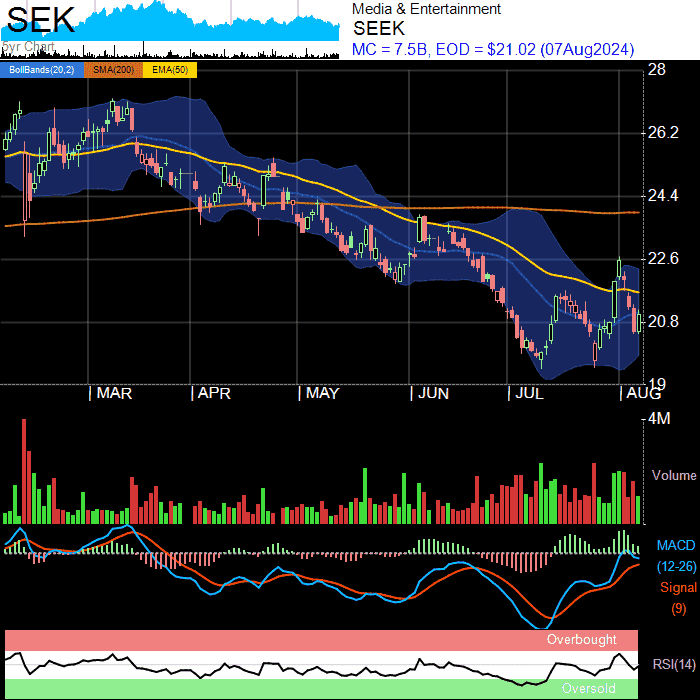 SEK
5yr Chart
Media & Entertainment
SEEK
MC = 7.5B, EOD = $21.02 (07Aug2024)
BollBands(20,2) SMA(200) EMA(50)
28
26.2
24.4
22.6
20.8
19
| MAR | APR | MAY | JUN | JUL | AUG
4M
Volume
MACD
(12-26)
Signal
(9)
Overbought
RSI(14)
Oversold